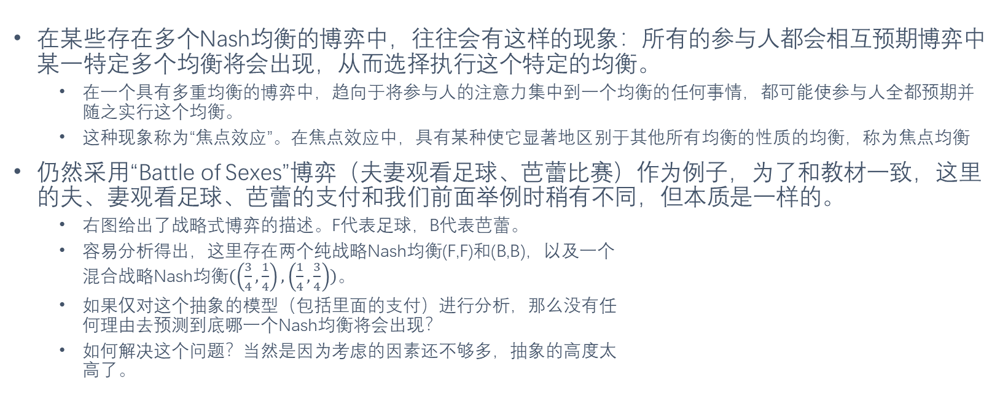 • 在某些存在多个Nash均衡的博弈中，往往会有这样的现象：所有的参与人都会相互预期博弈中
某一特定多个均衡将会出现，从而选择执行这个特定的均衡。
• 在一个具有多重均衡的博弈中，趋向于将参与人的注意力集中到一个均衡的任何事情，都可能使参与人全都预期并
随之实行这个均衡。
• 这种现象称为“焦点效应”。在焦点效应中，具有某种使它显著地区别于其他所有均衡的性质的均衡，称为焦点均衡
• 仍然采用“Battle of Sexes”博弈（夫妻观看足球、芭蕾比赛）作为例子，为了和教材一致，这里
的夫、妻观看足球、芭蕾的支付和我们前面举例时稍有不同，但本质是一样的。
• 右图给出了战略式博弈的描述。F代表足球，B代表芭蕾。
• 容易分析得出，这里存在两个纯战略Nash均衡(F,F)和(B,B)，以及一个
混合战略Nash均衡((3/4,1/4),(1/4,3/4))。
• 如果仅对这个抽象的模型（包括里面的支付）进行分析，那么没有任
何理由去预测到底哪一个Nash均衡将会出现？
• 如何解决这个问题？当然是因为考虑的因素还不够多，抽象的高度太
高了。